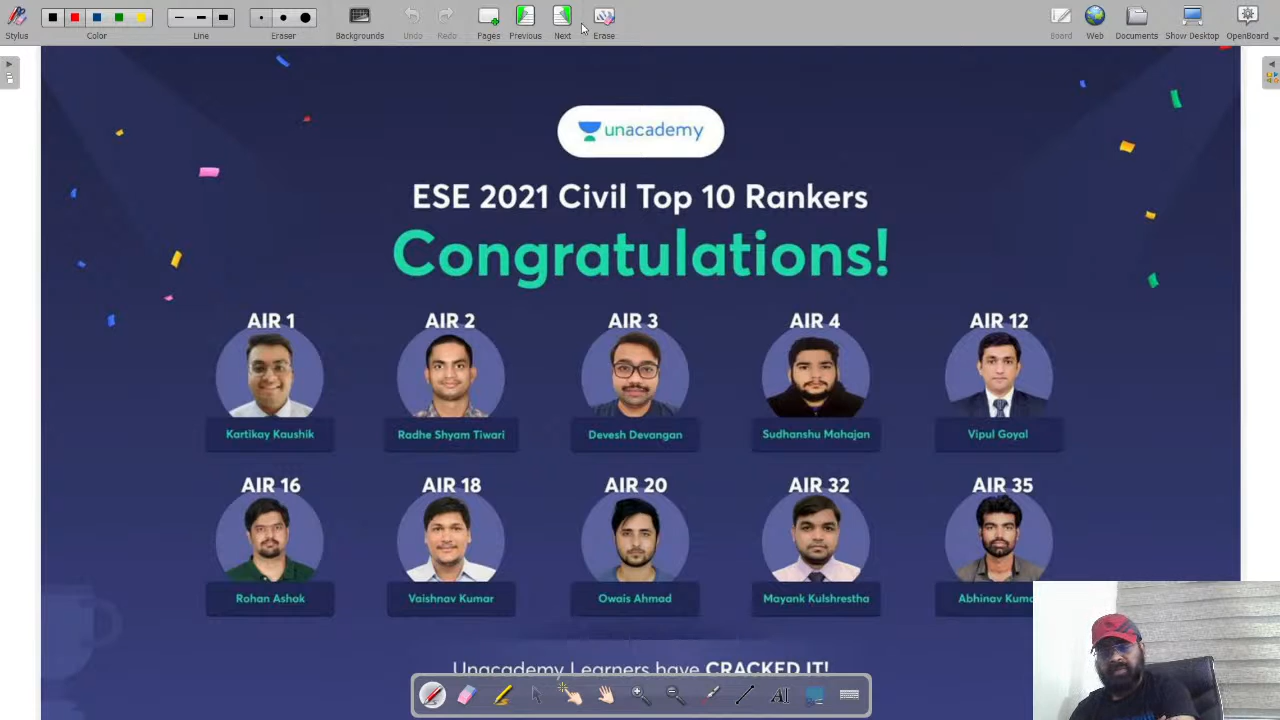 Stylus Color Line Eraser Backgrounds Undo Redo Pages Previous Next Erase Board Web Documents Show Desktop OpenBoard
unacademy
ESE 2021 Civil Top 10 Rankers
Congratulations!
AIR 1 AIR 2 AIR 3 AIR 4 AIR 12
Kartikay Kaushik Radhe Shyam Tiwari Devesh Devangan Sudhanshu Mahajan Vipul Goyal
AIR 16 AIR 18 AIR 20 AIR 32 AIR 35
Rohan Ashok Vaishnav Kumar Owais Ahmad Mayank Kulshrestha Abhinav
Unacademy Learners have CRACKED IT!
AI